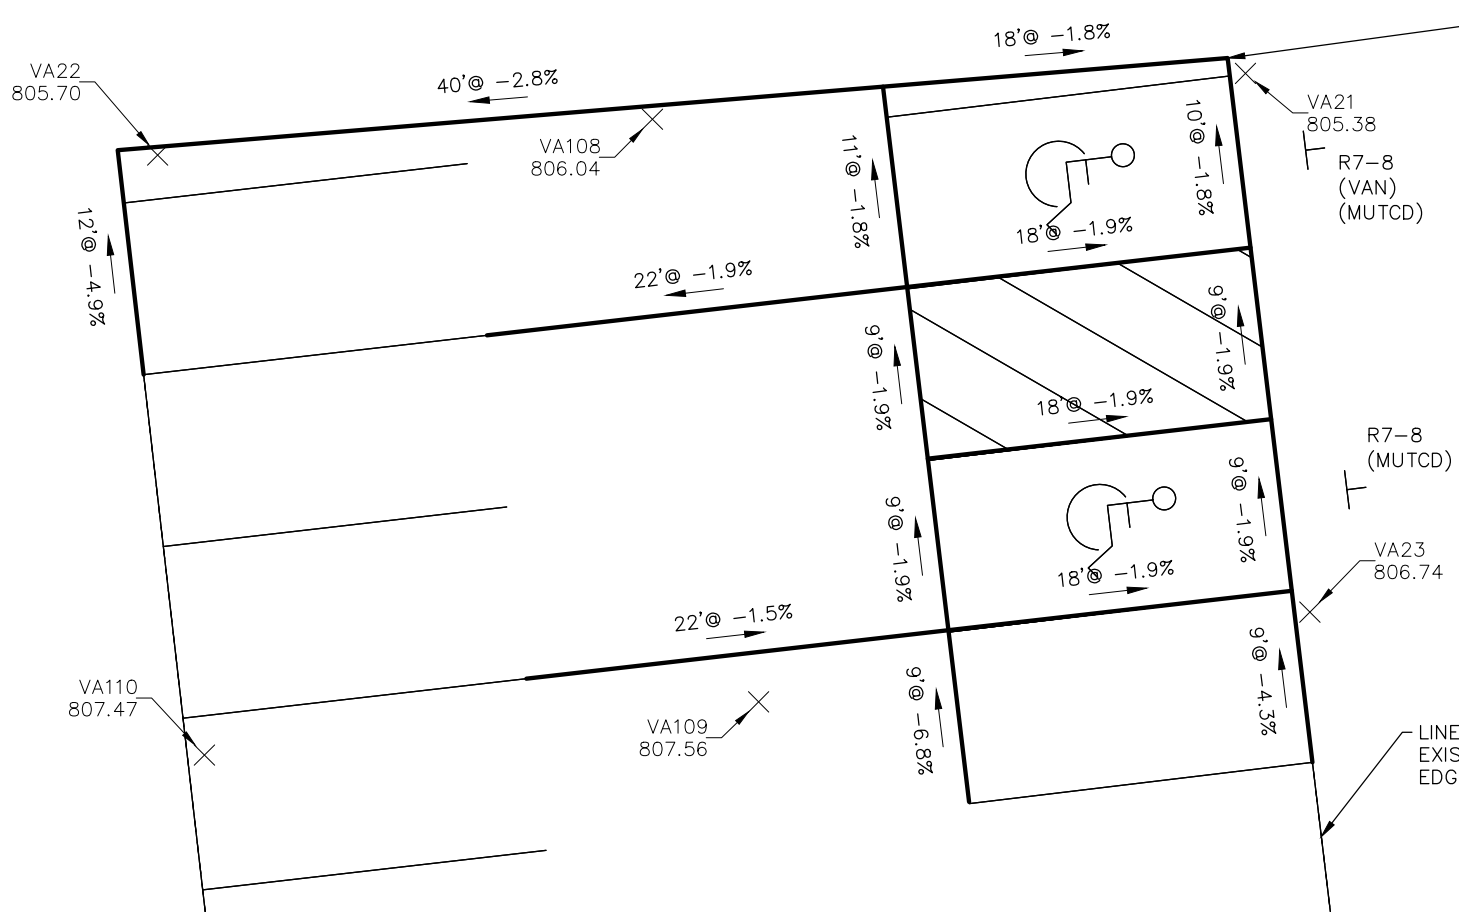 18'@ -1.8%
40'@ -2.8%
VA22
805.70
VA108
806.04
VA21
805.38
R7-8
(VAN)
(MUTCD)
10'@ -1.8%
11'@ -1.8%
12'@ -4.9%
18'@ -1.9%
22'@ -1.9%
9'@ -1.9%
9'@ -1.9%
18'@ -1.9%
R7-8
(MUTCD)
9'@ -1.9%
9'@ -1.9%
18'@ -1.9%
VA23
806.74
22'@ -1.5%
9'@ -4.3%
9'@ -6.8%
VA110
807.47
VA109
807.56
LINE
EXIS
EDG